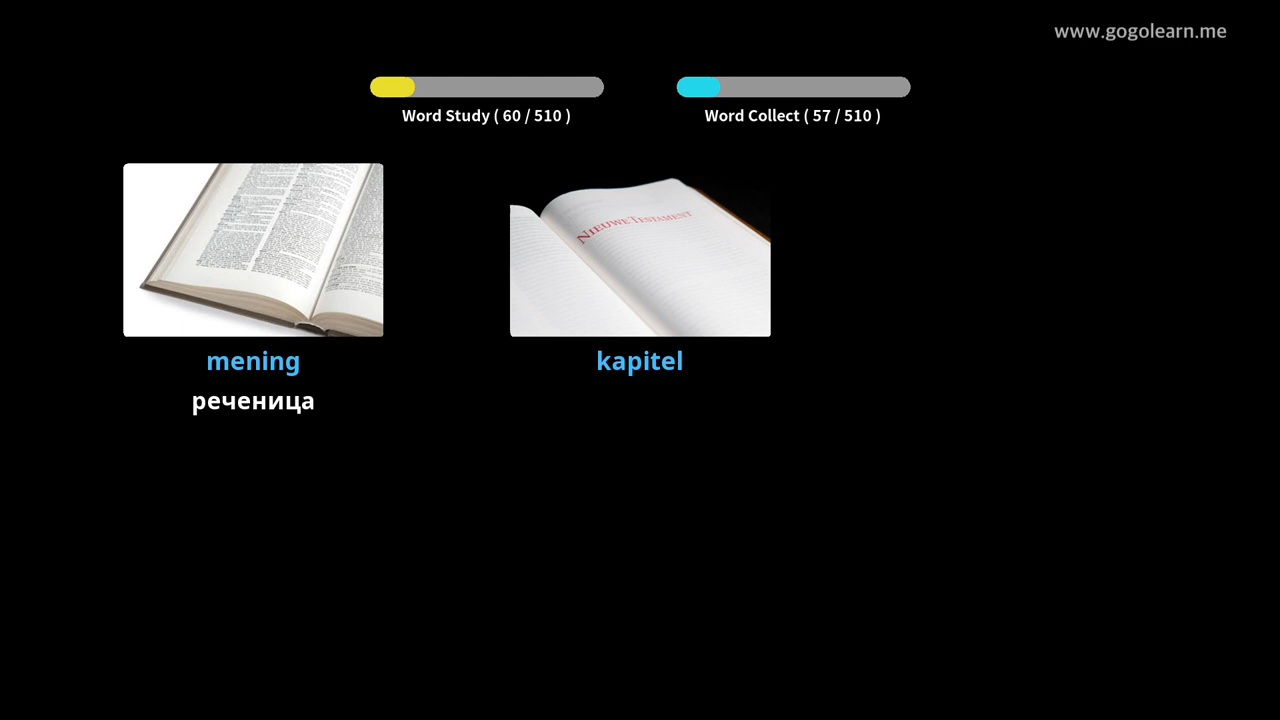 www.gogolearn.me
Word Study ( 60 / 510 )
Word Collect ( 57 / 510 )
NIEUWE TESTAMENT
mening
kapitel
реченица